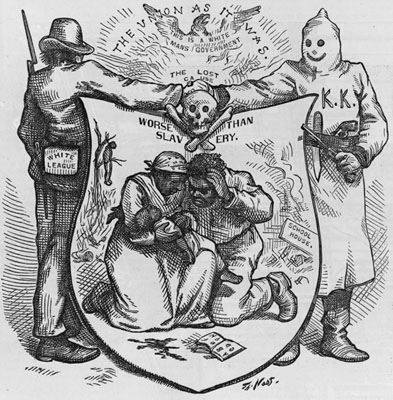 THE UNION AS IT WAS
THIS IS A WHITE
MANS GOVERNMENT
THE LOST
CAUSE
WORSE THAN
SLAVERY.
WHITE
LEAGUE
K.K.
SCHOOL
HOUSE.
Th. Nast.